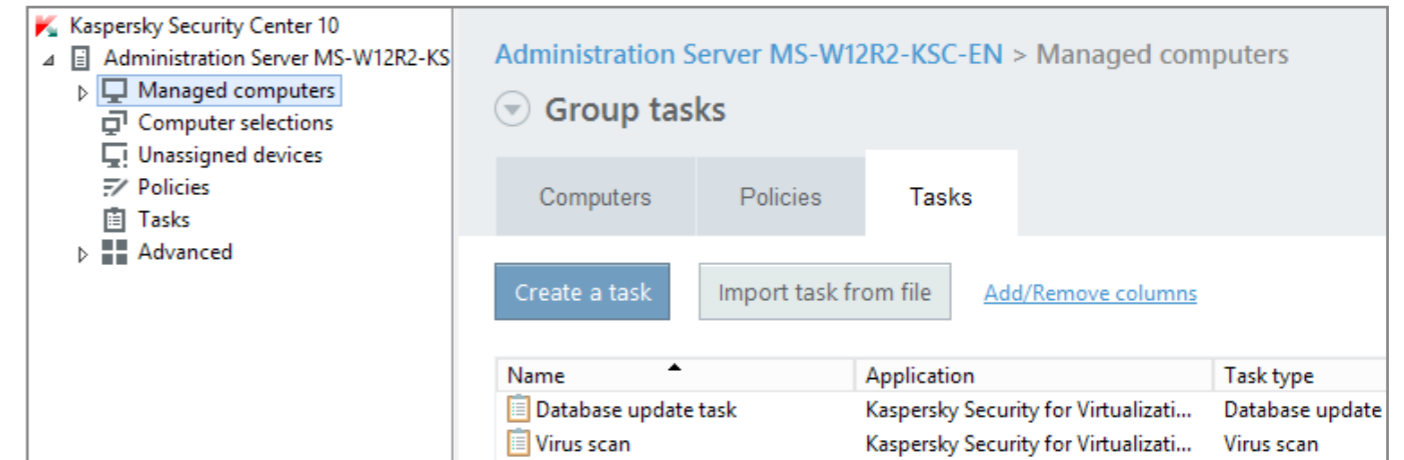 Kaspersky Security Center 10
Administration Server MS-W12R2-KS
Managed computers
Computer selections
Unassigned devices
Policies
Tasks
Advanced
Administration Server MS-W12R2-KSC-EN > Managed computers
Group tasks
Computers Policies Tasks
Create a task Import task from file Add/Remove columns
Name Application Task type
Database update task Kaspersky Security for Virtualizati... Database update
Virus scan Kaspersky Security for Virtualizati... Virus scan